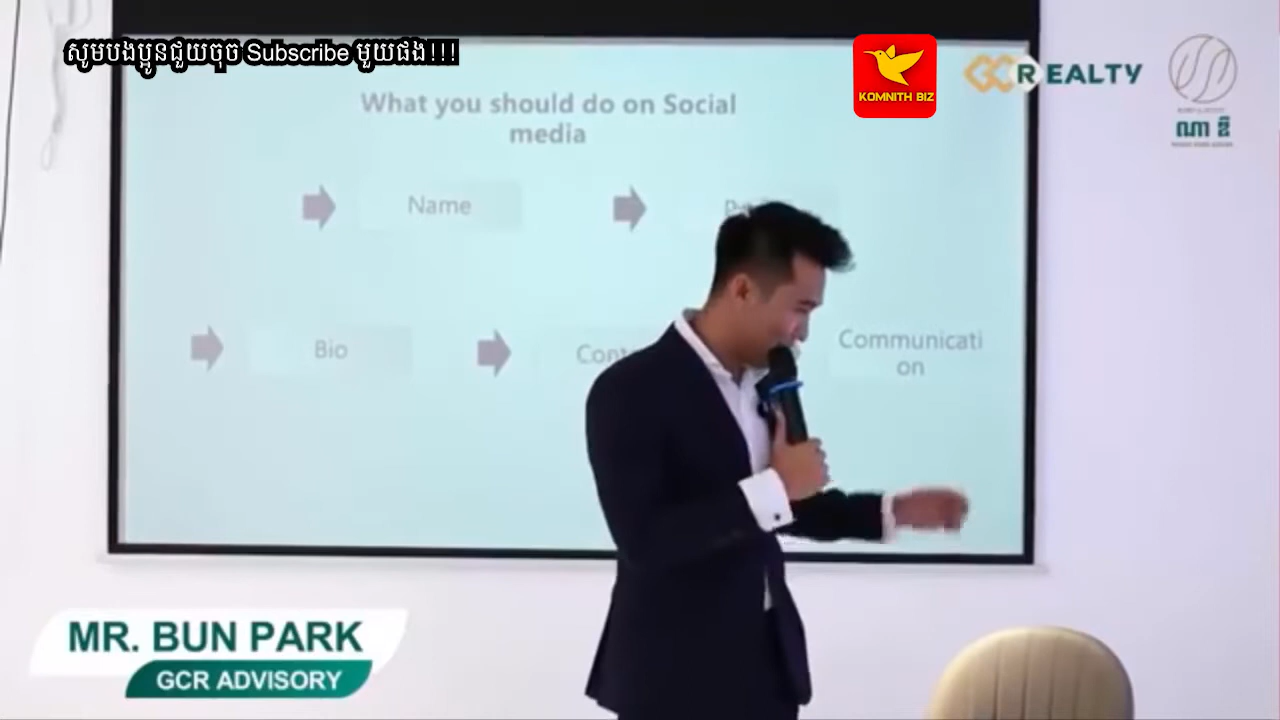 សូមបងប្អូនជួយចុច Subscribe មួយផង!!!
KOMNITH BIZ
GC REALTY
ណា ឌី
What you should do on Social
media
Name
Bio
Communicati
on
MR. BUN PARK
GCR ADVISORY